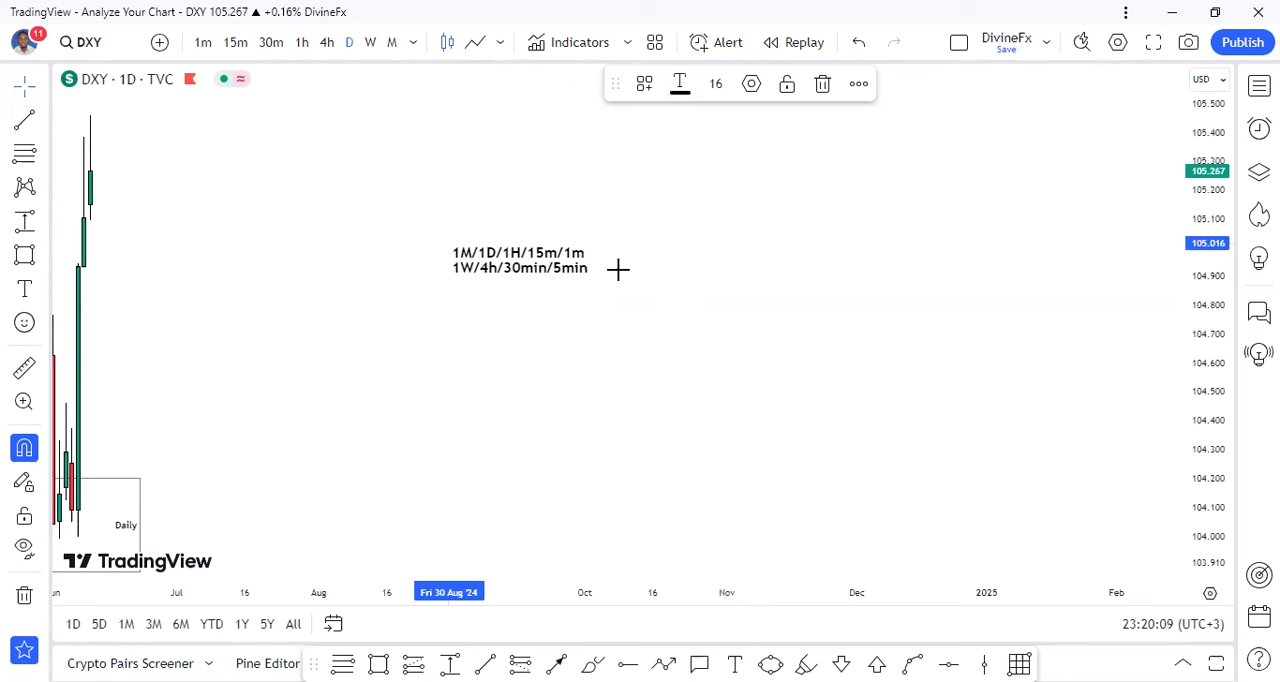 TradingView - Analyze Your Chart - DXY 105.267 ▲ +0.16% DivineFx
11
DXY
1m 15m 30m 1h 4h D W M
Indicators
Alert
Replay
DivineFx
Save
Publish
DXY · 1D · TVC
16
USD
105.500
105.400
105.300
105.267
105.200
105.100
105.016
104.900
104.800
104.700
104.600
104.500
104.400
104.300
104.200
104.100
104.000
103.910
1M/1D/1H/15m/1m
1W/4h/30min/5min
Daily
TradingView
un Jul 16 Aug 16 Fri 30 Aug '24 Oct 16 Nov Dec 2025 Feb
1D 5D 1M 3M 6M YTD 1Y 5Y All
23:20:09 (UTC+3)
Crypto Pairs Screener
Pine Editor